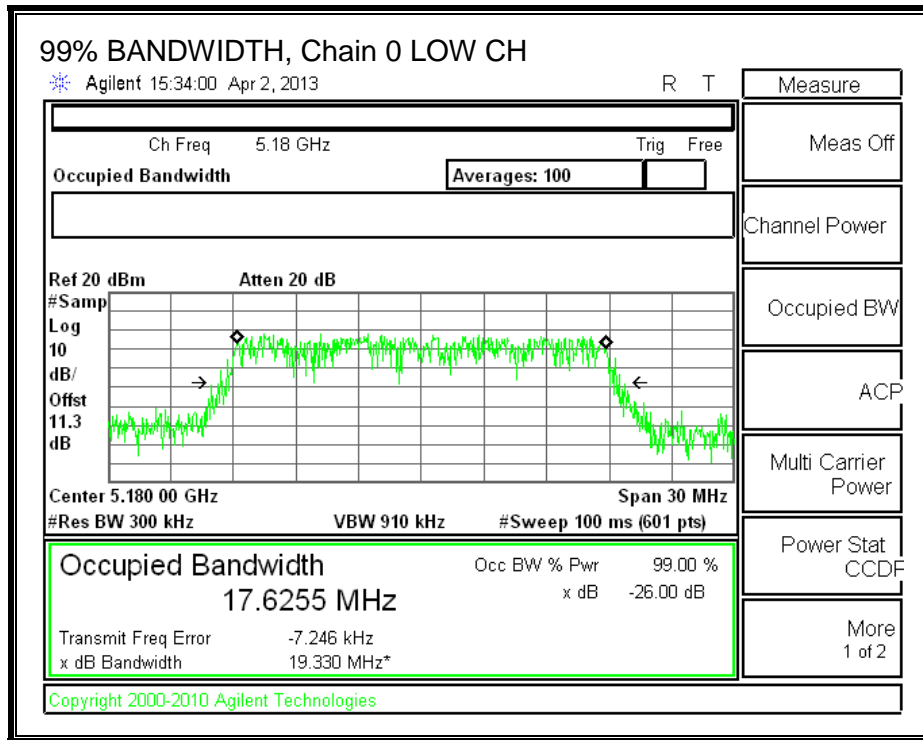 99% BANDWIDTH, Chain 0 LOW CH
Agilent 15:34:00 Apr 2, 2013 R T
Measure
Ch Freq 5.18 GHz Trig Free
Meas Off
Occupied Bandwidth Averages: 100
Channel Power
Ref 20 dBm Atten 20 dB
#Samp
Log
10
dB/
Offst
11.3
dB
Occupied BW
ACP
Multi Carrier
Power
Center 5.180 00 GHz Span 30 MHz
#Res BW 300 kHz VBW 910 kHz #Sweep 100 ms (601 pts)
Power Stat
CCDF
Occupied Bandwidth Occ BW % Pwr 99.00 %
17.6255 MHz x dB -26.00 dB
Transmit Freq Error -7.246 kHz
x dB Bandwidth 19.330 MHz*
More
1 of 2
Copyright 2000-2010 Agilent Technologies